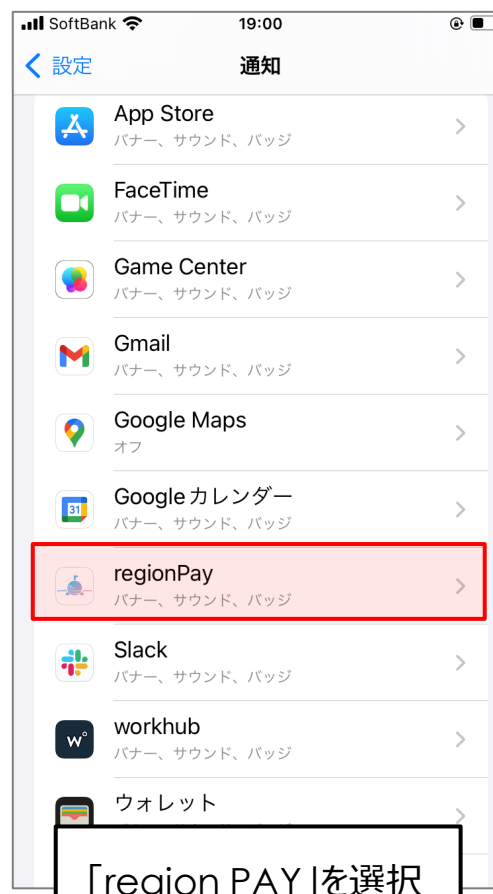 SoftBank 19:00
設定 通知
App Store
バナー、サウンド、バッジ
FaceTime
バナー、サウンド、バッジ
Game Center
バナー、サウンド、バッジ
Gmail
バナー、サウンド、バッジ
Google Maps
オフ
31
Googleカレンダー
バナー、サウンド、バッジ
regionPay
バナー、サウンド、バッジ
Slack
バナー、サウンド、バッジ
w°
workhub
バナー、サウンド、バッジ
ウォレット
「region PAY」を選択